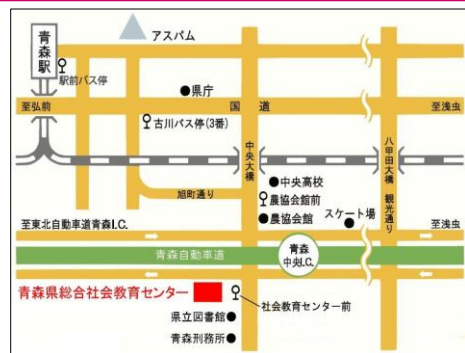 アスパム
青森駅
駅前バス停
県庁
至弘前
国道
至浅虫
古川バス停(3番)
中央大橋
八甲田大橋
観光通り
中央高校
旭町通り
農協会館前
農協会館
スケート場
至東北自動車道青森I.C.
至浅虫
青森自動車道
青森
中央I.C.
青森県総合社会教育センター
社会教育センター前
県立図書館
青森刑務所